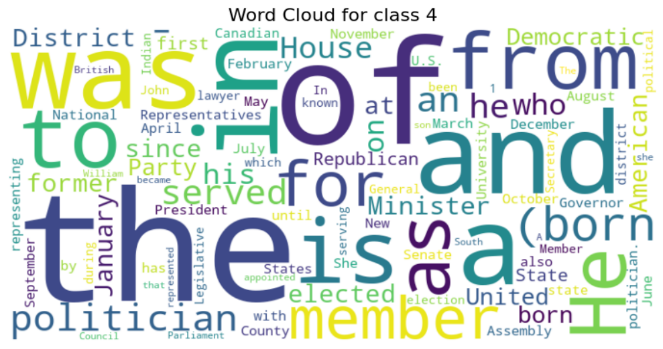 Word Cloud for class 4
District
-
first
Canadian
November
Democratic
political
Indian
British
February
House
U.S.
from
The
was
John
lawyer
in
of
In
known
been
1
August
National
May
at
an
he
who
American
she
to
April
Representatives
on
March
December
since
July
which
Republican
son
University
Secretary
district
and
William
Party
his
former
became
served
for
General
October
Governor
representing
President
until
Minister
(born
the
is
as
a
He
September
by
during
January
has
that
represented
Legislative
States
She
appointed
serving
New
Senate
South
Member
A
also
State
state
politician.
June
elected
election
United
politician
with
County
member
born
Assembly
Council
Parliament